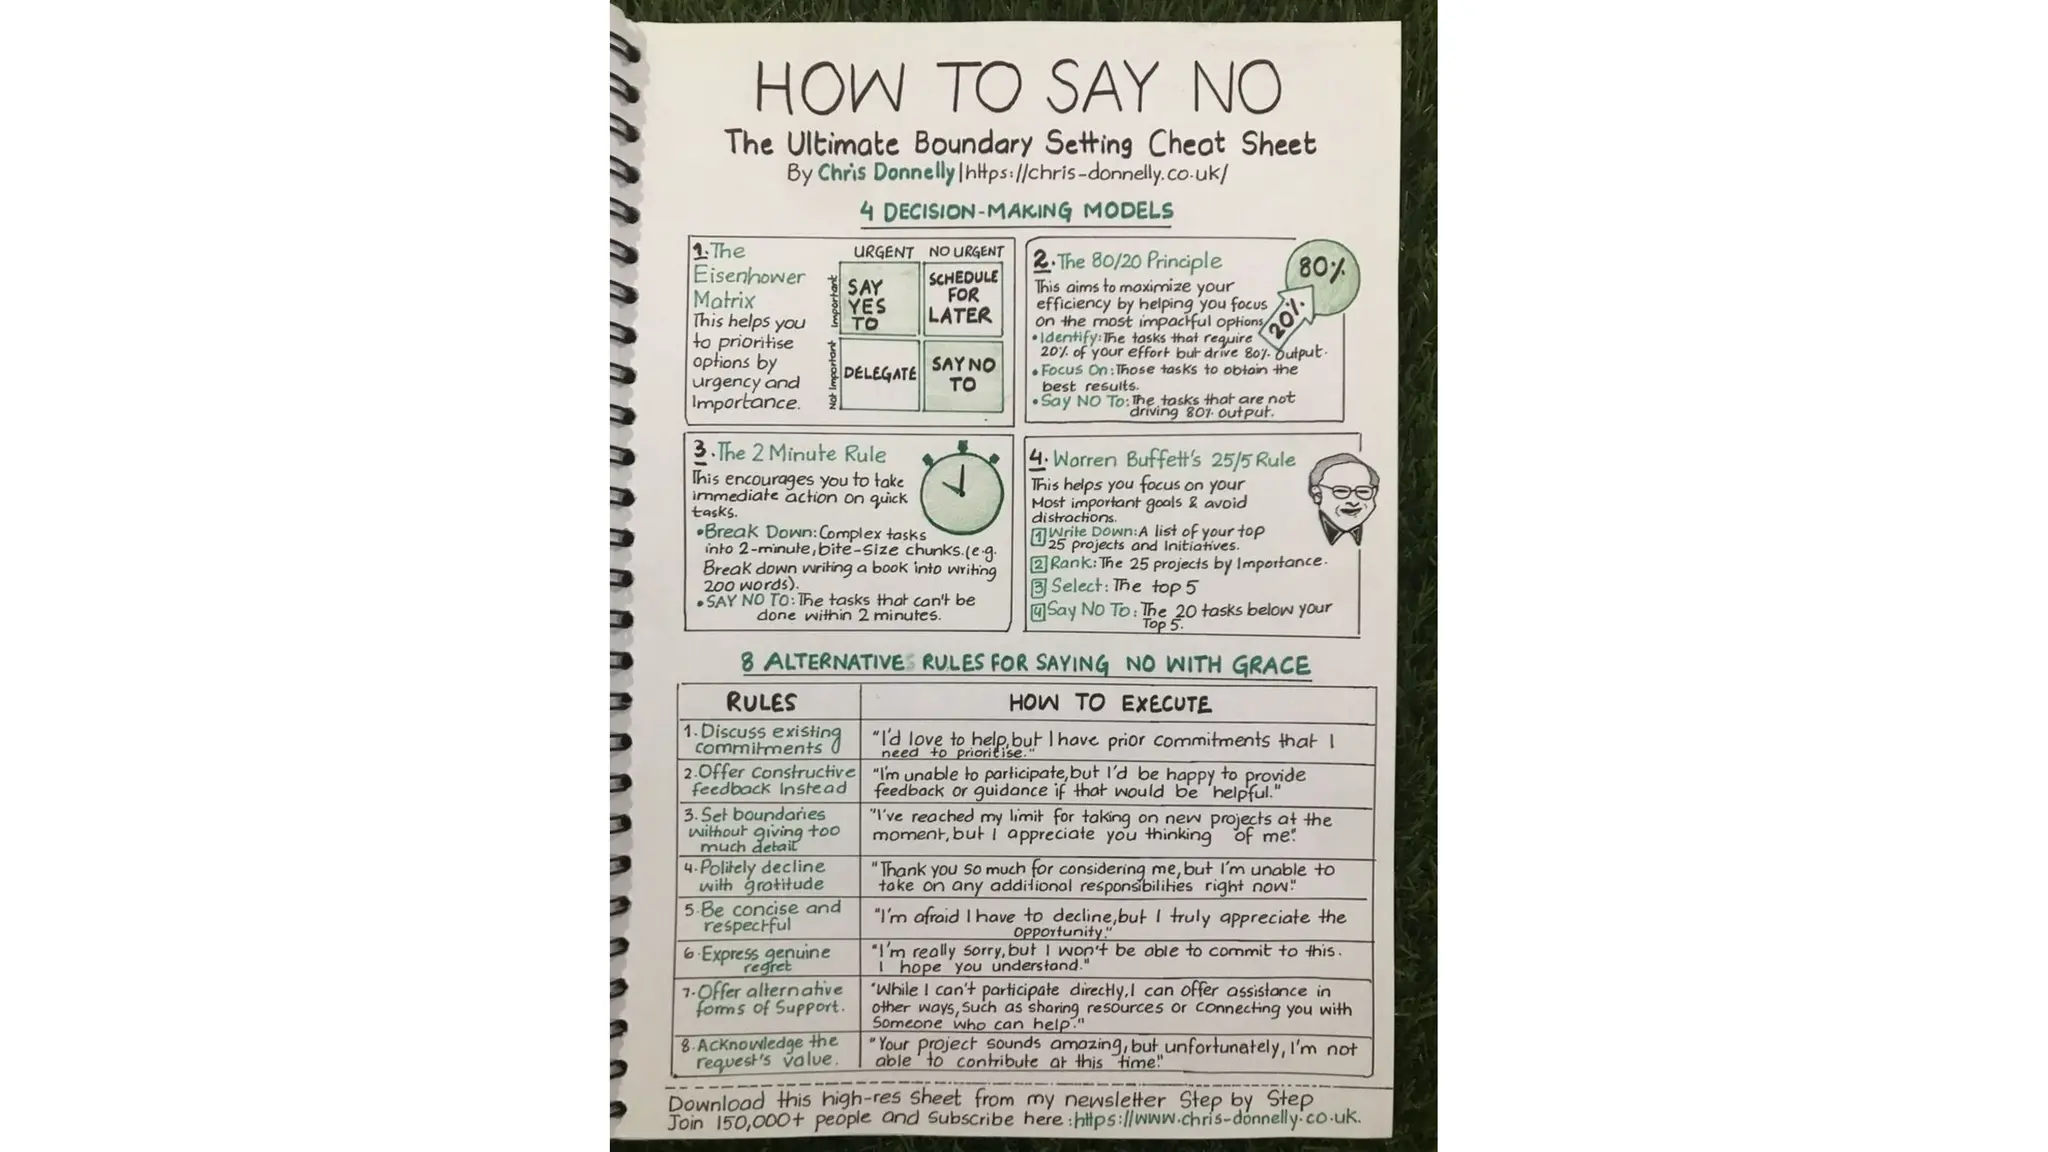 HOW TO SAY NO
The Ultimate Boundary Setting Cheat Sheet
By Chris Donnelly|https://chris-donnelly.co.uk/
4 DECISION-MAKING MODELS
1.The
Eisenhower
Matrix
This helps you
to prioritise
options by
urgency and
Importance.
URGENT NO URGENT
Important
SAY
YES
TO
SCHEDULE
FOR
LATER
Not Important
DELEGATE
SAY NO
TO
2.The 80/20 Principle
This aims to maximize your
efficiency by helping you focus
on the most impactful options
•Identify:The tasks that require
20% of your effort but drive 80% output.
•Focus On:Those tasks to obtain the
best results.
•Say NO To:The tasks that are not
driving 80% output.
80%
20%
3.The 2 Minute Rule
This encourages you to take
immediate action on quick
tasks.
•Break Down:Complex tasks
into 2-minute,bite-size chunks.(e.g.
Break down writing a book into writing
200 words).
•SAY NO TO:The tasks that can't be
done within 2 minutes.
4.Warren Buffett's 25/5 Rule
This helps you focus on your
Most important goals & avoid
distractions.
1 Write Down:A list of your top
25 projects and Initiatives.
2 Rank:The 25 projects by Importance.
3 Select: The top 5
4 Say NO To: The 20 tasks below your
Top 5.
8 ALTERNATIVES RULES FOR SAYING NO WITH GRACE
RULES HOW TO EXECUTE
1.Discuss existing
commitments
"I'd love to help,but I have prior commitments that I
need to prioritise."
2.Offer Constructive
feedback Instead
"I'm unable to participate,but I'd be happy to provide
feedback or guidance if that would be helpful."
3.Set boundaries
without giving too
much detail
"I've reached my limit for taking on new projects at the
moment,but I appreciate you thinking of me."
4.Politely decline
with gratitude
"Thank you so much for considering me,but I'm unable to
take on any additional responsibilities right now."
5.Be concise and
respectful
"I'm afraid I have to decline,but I truly appreciate the
opportunity."
6.Express genuine
regret
"I'm really sorry,but I won't be able to commit to this.
I hope you understand."
7.Offer alternative
forms of Support.
"While I can't participate directly,I can offer assistance in
other ways,such as sharing resources or connecting you with
Someone who can help."
8.Acknowledge the
request's value.
"Your project sounds amazing,but unfortunately,I'm not
able to contribute at this time."
Download this high-res sheet from my newsletter Step by Step
Join 150,000+ people and Subscribe here :https://www.chris-donnelly.co.uk.